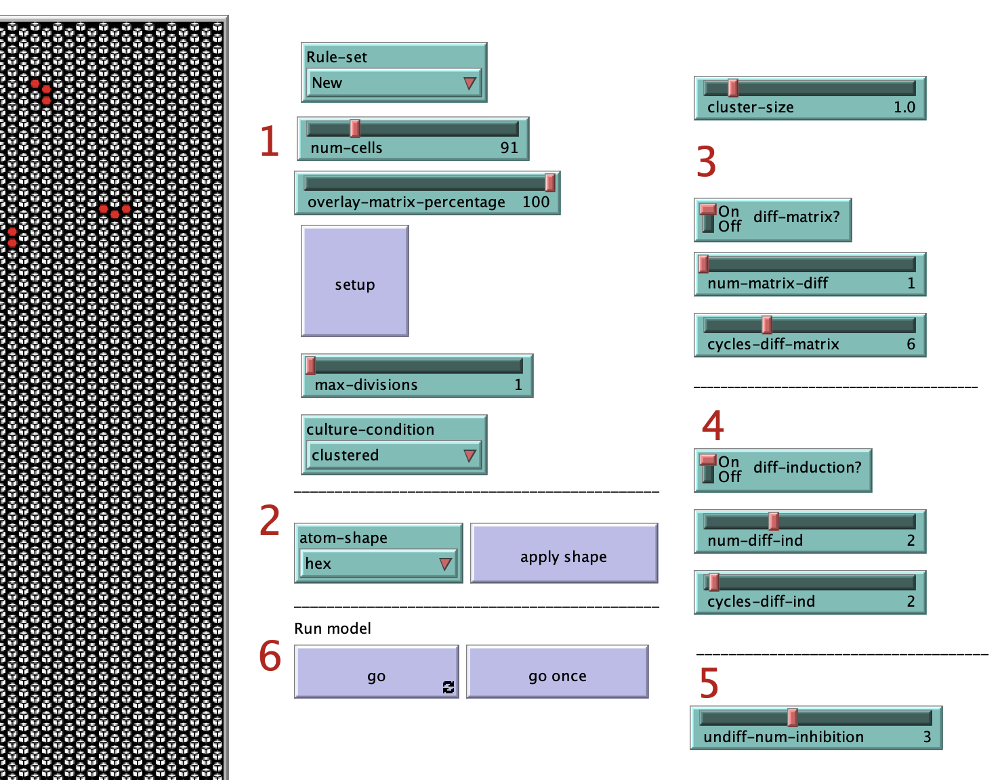 Rule-set
New
1
num-cells 91
overlay-matrix-percentage 100
setup
max-divisions 1
culture-condition
clustered
2
atom-shape
hex
apply shape
Run model
6
go
go once
cluster-size 1.0
3
On
Off
diff-matrix?
num-matrix-diff 1
cycles-diff-matrix 6
4
On
Off
diff-induction?
num-diff-ind 2
cycles-diff-ind 2
5
undiff-num-inhibition 3